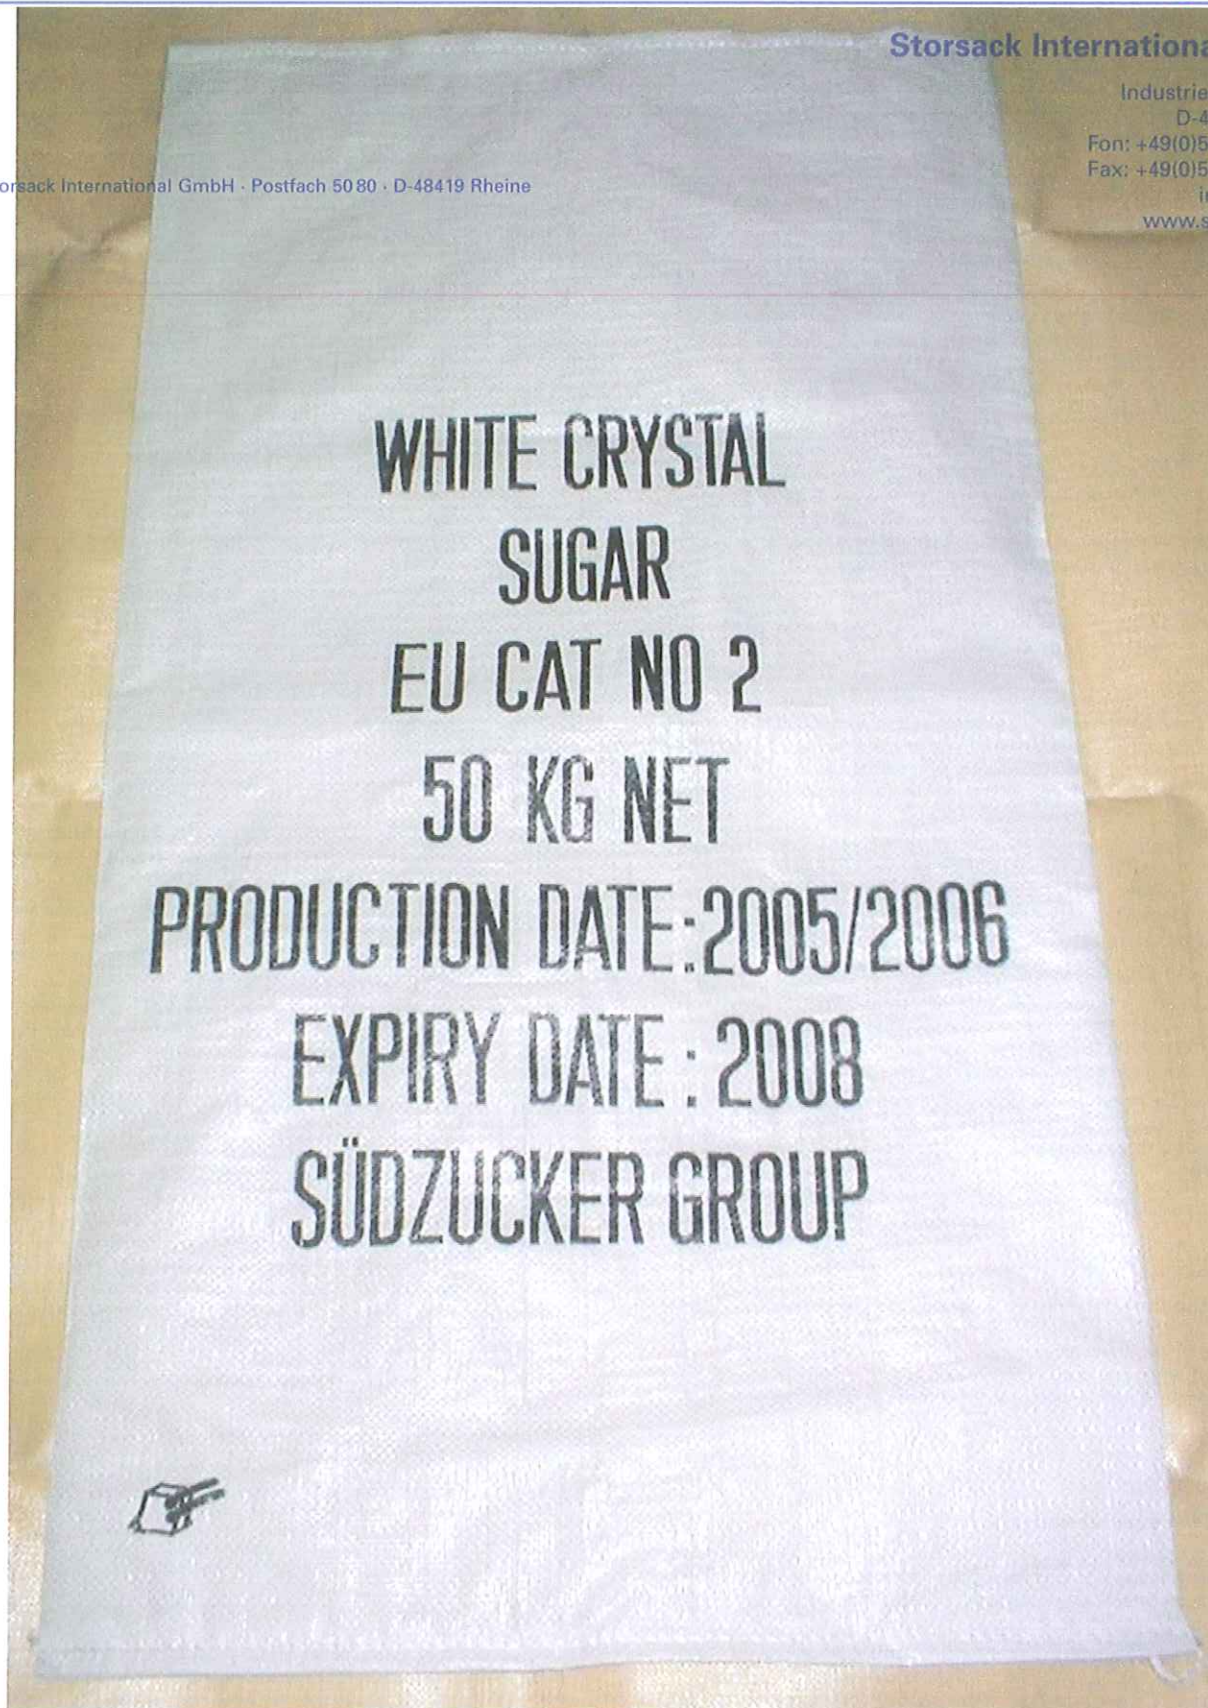 Storsack Internationa
Industrie
D-4
Fon: +49(0)5
Fax: +49(0)5
www.s
orsack International GmbH · Postfach 50 80 · D-48419 Rheine
WHITE CRYSTAL
SUGAR
EU CAT NO 2
50 KG NET
PRODUCTION DATE:2005/2006
EXPIRY DATE : 2008
SÜDZUCKER GROUP